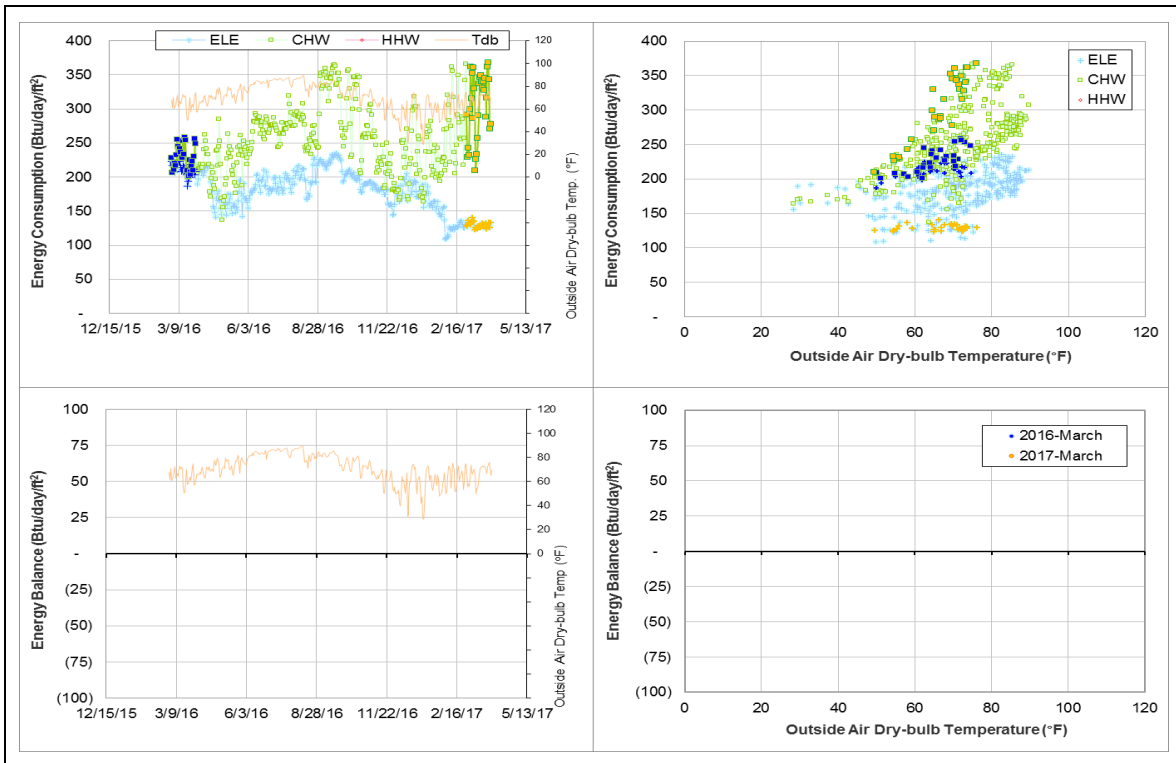 ELE CHW HHW Tdb
Energy Consumption (Btu/day/ft²)
400
350
300
250
200
150
100
50
-
120
100
80
60
40
20
0
Outside Air Dry-bulb Temp. (°F)
12/15/15 3/9/16 6/3/16 8/28/16 11/22/16 2/16/17 5/13/17
Energy Consumption (Btu/day/ft²)
400
350
300
250
200
150
100
50
-
ELE
CHW
HHW
0 20 40 60 80 100 120
Outside Air Dry-bulb Temperature (°F)
Energy Balance (Btu/day/ft²)
100
75
50
25
-
(25)
(50)
(75)
(100)
120
100
80
60
40
20
0
Outside Air Dry-bulb Temp (°F)
12/15/15 3/9/16 6/3/16 8/28/16 11/22/16 2/16/17 5/13/17
Energy Balance (Btu/day/ft²)
100
75
50
25
-
(25)
(50)
(75)
(100)
2016-March
2017-March
0 20 40 60 80 100 120
Outside Air Dry-bulb Temperature (°F)